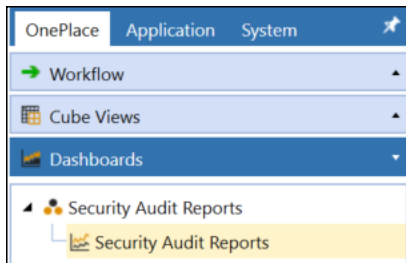 OnePlace Application System
Workflow
Cube Views
Dashboards
Security Audit Reports
Security Audit Reports